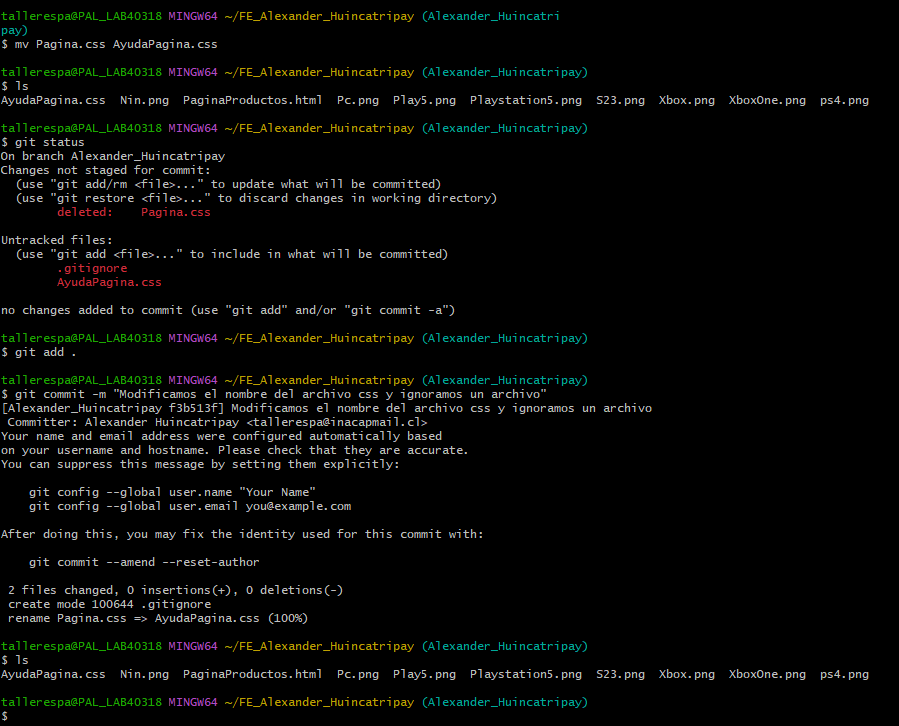 tallerespa@PAL_LAB40318 MINGW64 ~/FE_Alexander_Huincatripay (Alexander_Huincatri
pay)
$ mv Pagina.css AyudaPagina.css
tallerespa@PAL_LAB40318 MINGW64 ~/FE_Alexander_Huincatripay (Alexander_Huincatripay)
$ ls
AyudaPagina.css  Nin.png  PaginaProductos.html  Pc.png  Play5.png  Playstation5.png  S23.png  Xbox.png  XboxOne.png  ps4.png
tallerespa@PAL_LAB40318 MINGW64 ~/FE_Alexander_Huincatripay (Alexander_Huincatripay)
$ git status
On branch Alexander_Huincatripay
Changes not staged for commit:
  (use "git add/rm <file>..." to update what will be committed)
  (use "git restore <file>..." to discard changes in working directory)
        deleted:    Pagina.css
Untracked files:
  (use "git add <file>..." to include in what will be committed)
        .gitignore
        AyudaPagina.css
no changes added to commit (use "git add" and/or "git commit -a")
tallerespa@PAL_LAB40318 MINGW64 ~/FE_Alexander_Huincatripay (Alexander_Huincatripay)
$ git add .
tallerespa@PAL_LAB40318 MINGW64 ~/FE_Alexander_Huincatripay (Alexander_Huincatripay)
$ git commit -m "Modificamos el nombre del archivo css y ignoramos un archivo"
[Alexander_Huincatripay f3b513f] Modificamos el nombre del archivo css y ignoramos un archivo
 Committer: Alexander Huincatripay <tallerespa@inacapmail.cl>
Your name and email address were configured automatically based
on your username and hostname. Please check that they are accurate.
You can suppress this message by setting them explicitly:
    git config --global user.name "Your Name"
    git config --global user.email you@example.com
After doing this, you may fix the identity used for this commit with:
    git commit --amend --reset-author
 2 files changed, 0 insertions(+), 0 deletions(-)
 create mode 100644 .gitignore
 rename Pagina.css => AyudaPagina.css (100%)
tallerespa@PAL_LAB40318 MINGW64 ~/FE_Alexander_Huincatripay (Alexander_Huincatripay)
$ ls
AyudaPagina.css  Nin.png  PaginaProductos.html  Pc.png  Play5.png  Playstation5.png  S23.png  Xbox.png  XboxOne.png  ps4.png
tallerespa@PAL_LAB40318 MINGW64 ~/FE_Alexander_Huincatripay (Alexander_Huincatripay)
$